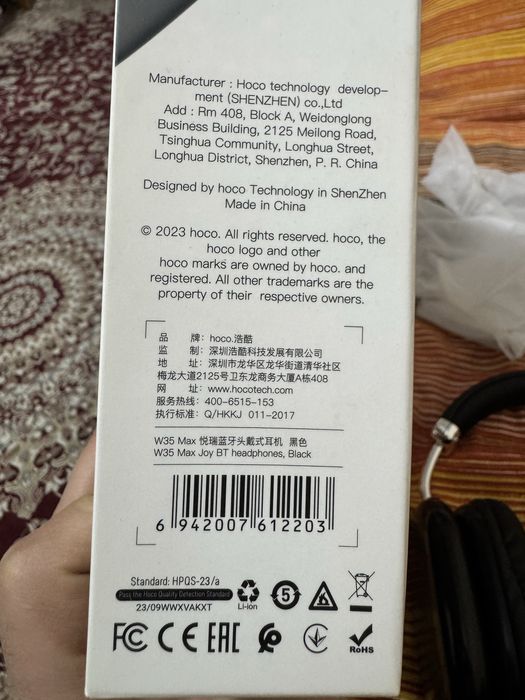 Manufacturer : Hoco technology develop-
ment (SHENZHEN) co.,Ltd
Add : Rm 408, Block A, Weidonglong
Business Building, 2125 Meilong Road,
Tsinghua Community, Longhua Street,
Longhua District, Shenzhen, P. R. China
Designed by hoco Technology in ShenZhen
Made in China
© 2023 hoco. All rights reserved. hoco, the
hoco logo and other
hoco marks are owned by hoco. and
registered. All other trademarks are the
property of their respective owners.
品 牌：hoco.浩酷
监 制：深圳浩酷科技发展有限公司
地 址：深圳市龙华区龙华街道清华社区
梅龙大道2125号卫东龙商务大厦A栋408
网 址：www.hocotech.com
服务热线：400-6515-153
执行标准：Q/HKKJ 011-2017
W35 Max 悦瑞蓝牙头戴式耳机 黑色
W35 Max Joy BT headphones, Black
6 942007 612203
Standard: HPQS-23/a
Pass the Hoco Quality Detection Standard
23/09WWXVAKXT
Li-ion
5
FC CE EAC
RoHS